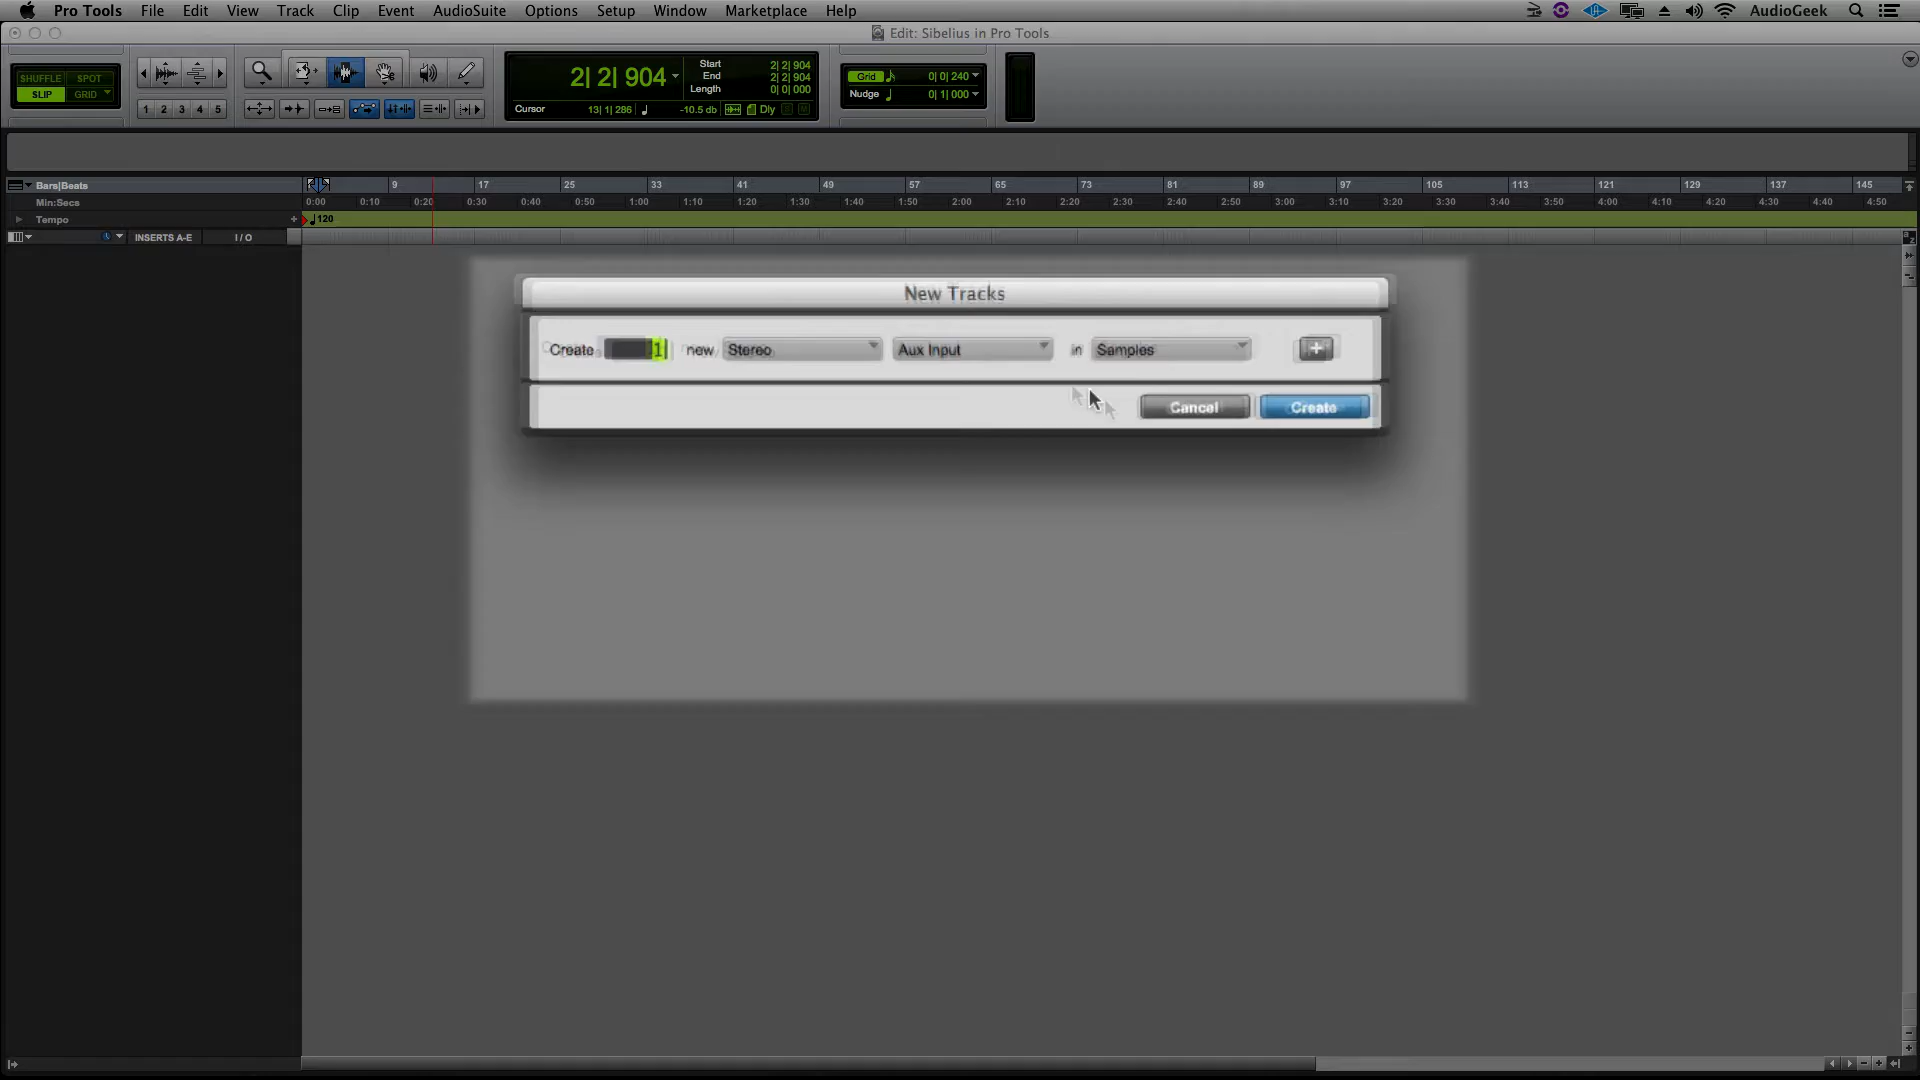 Pro Tools File Edit View Track Clip Event AudioSuite Options Setup Window Marketplace Help AudioGeek
Edit: Sibelius in Pro Tools
SHUFFLE SPOT
SLIP GRID
1 2 3 4 5
2| 2| 904
Start 2| 2| 904
End 2| 2| 904
Length 0| 0| 000
Cursor 13| 1| 286 -10.5 db Dly
Grid 0| 0| 240
Nudge 0| 1| 000
Bars|Beats 9 17 25 33 41 49 57 65 73 81 89 97 105 113 121 129 137 145
Min:Secs 0:00 0:10 0:20 0:30 0:40 0:50 1:00 1:10 1:20 1:30 1:40 1:50 2:00 2:10 2:20 2:30 2:40 2:50 3:00 3:10 3:20 3:30 3:40 3:50 4:00 4:10 4:20 4:30 4:40 4:50
Tempo 120
INSERTS A-E I / O
New Tracks
Create 1 new Stereo Aux Input in Samples +
Cancel Create